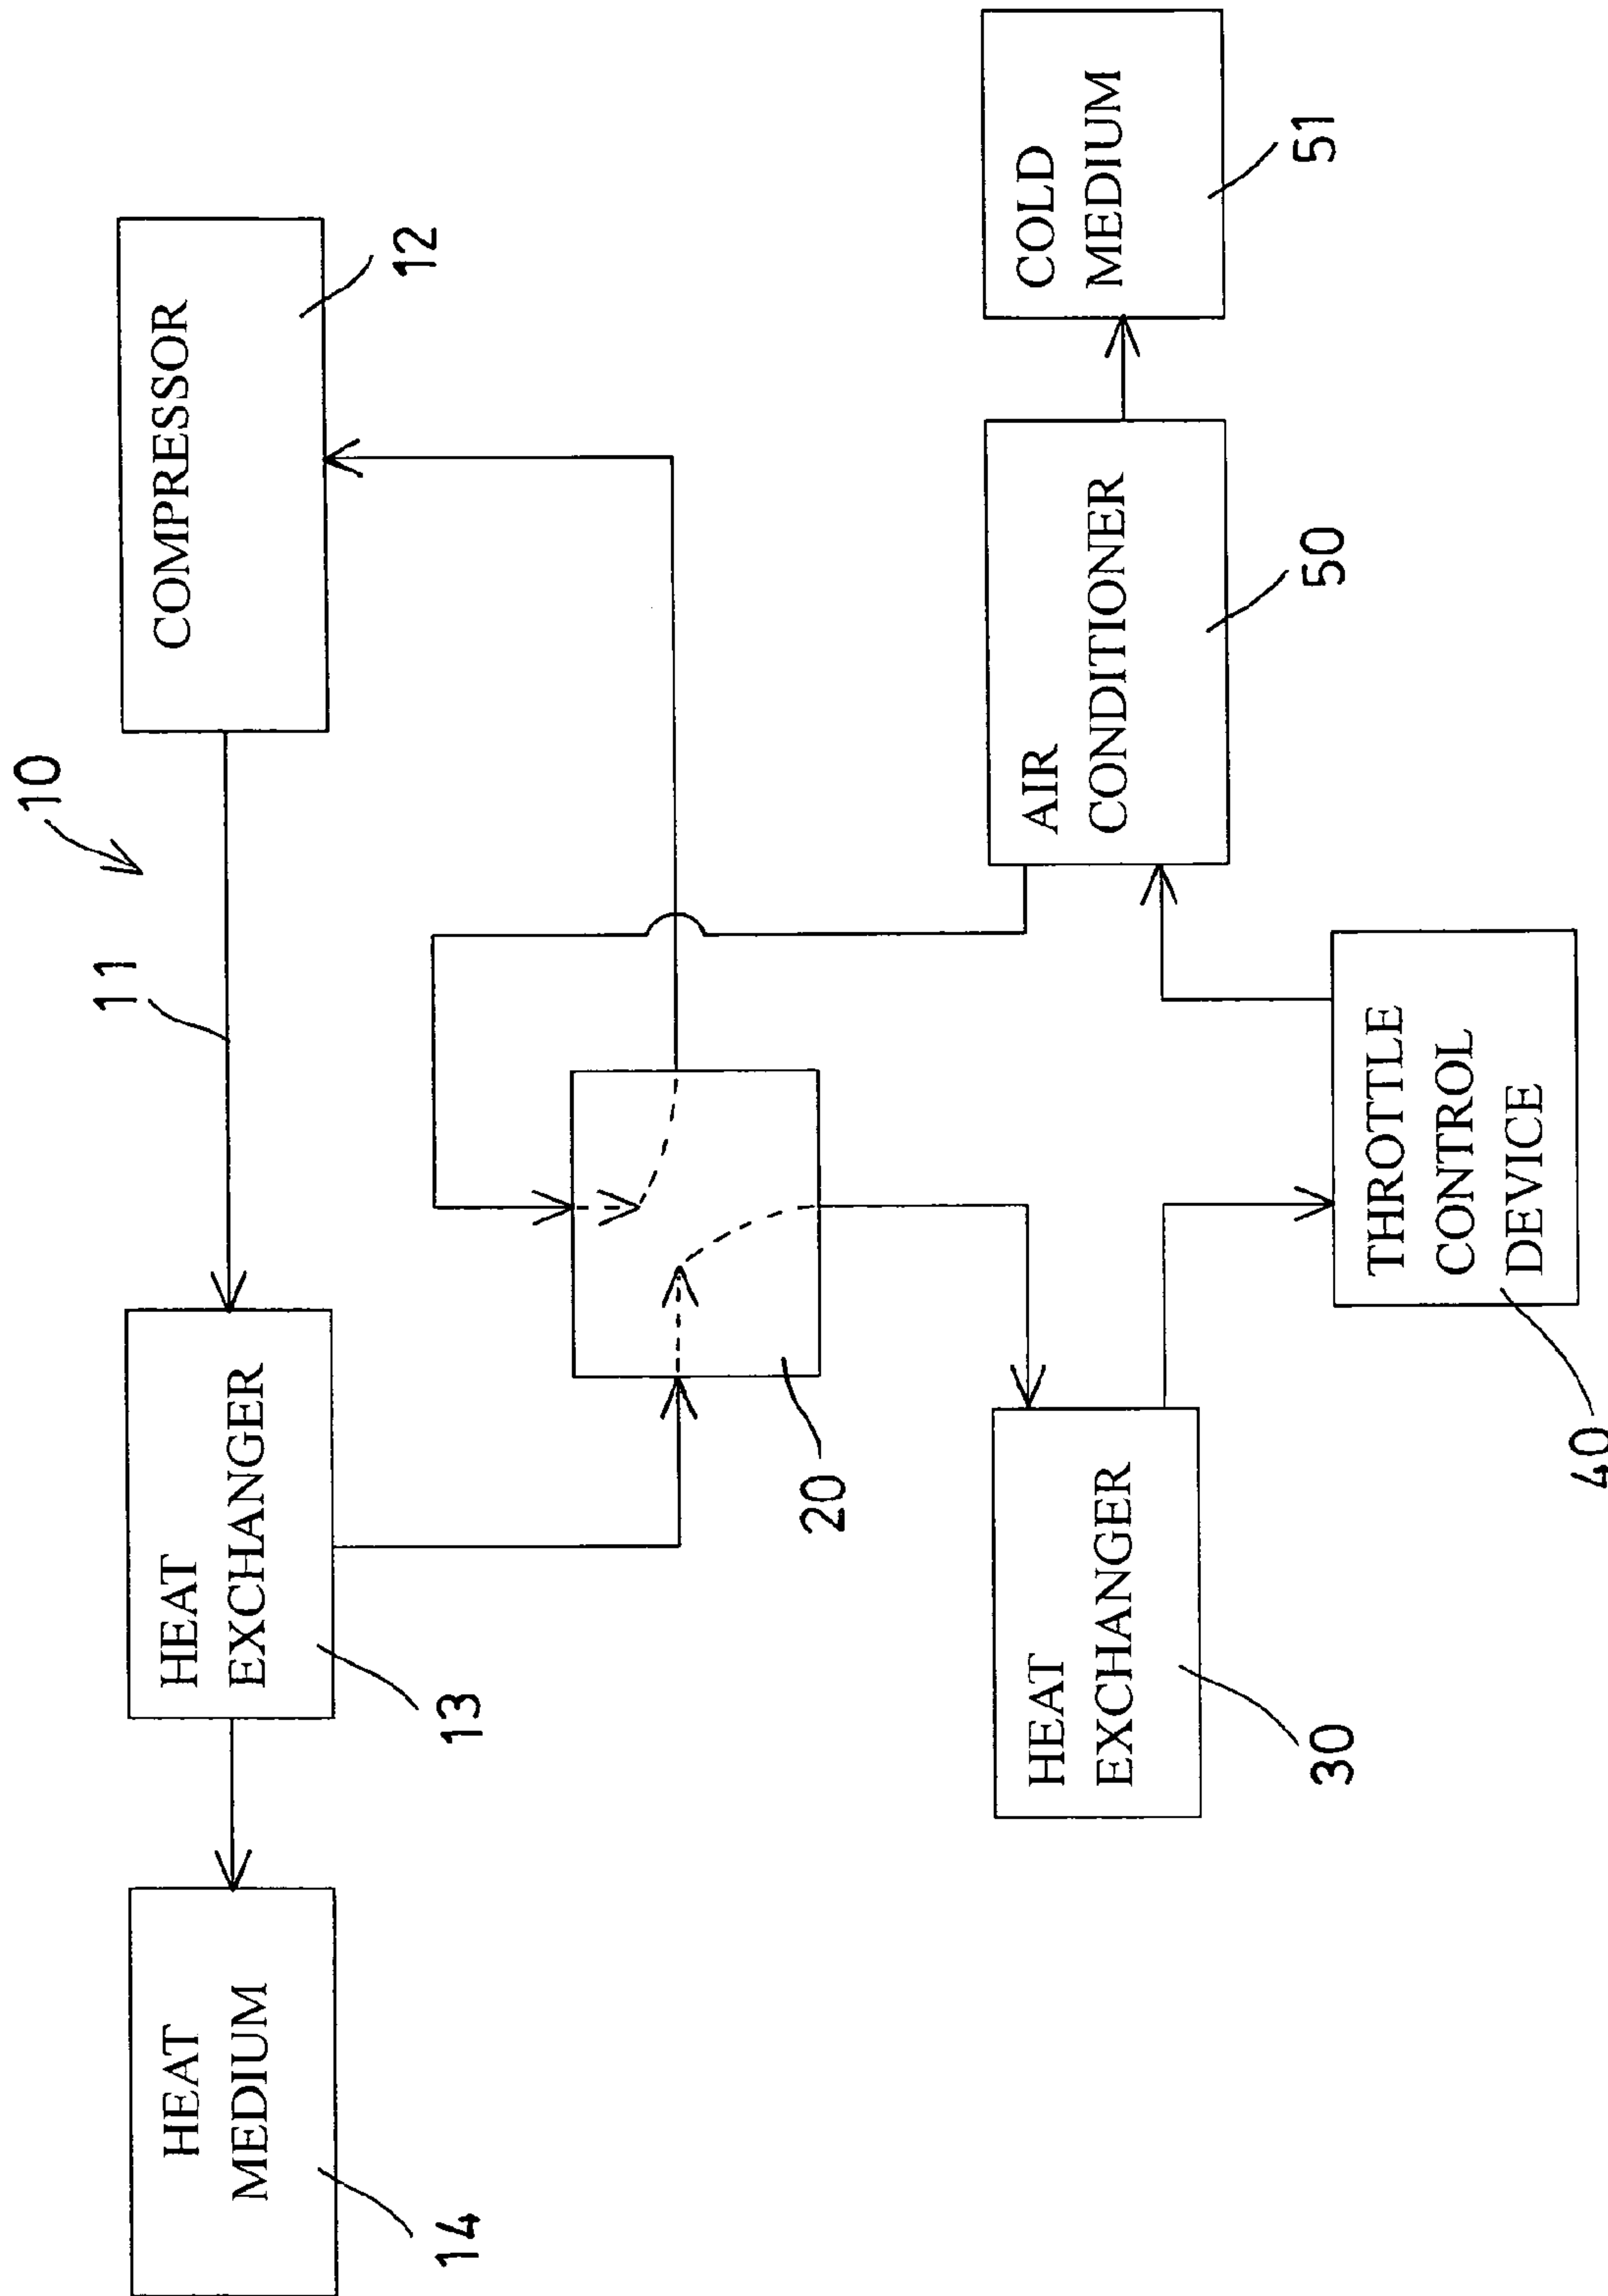 10
11
COMPRESSOR
12
HEAT
EXCHANGER
13
HEAT
MEDIUM
14
20
HEAT
EXCHANGER
30
THROTTLE
CONTROL
DEVICE
40
AIR
CONDITIONER
50
COLD
MEDIUM
51